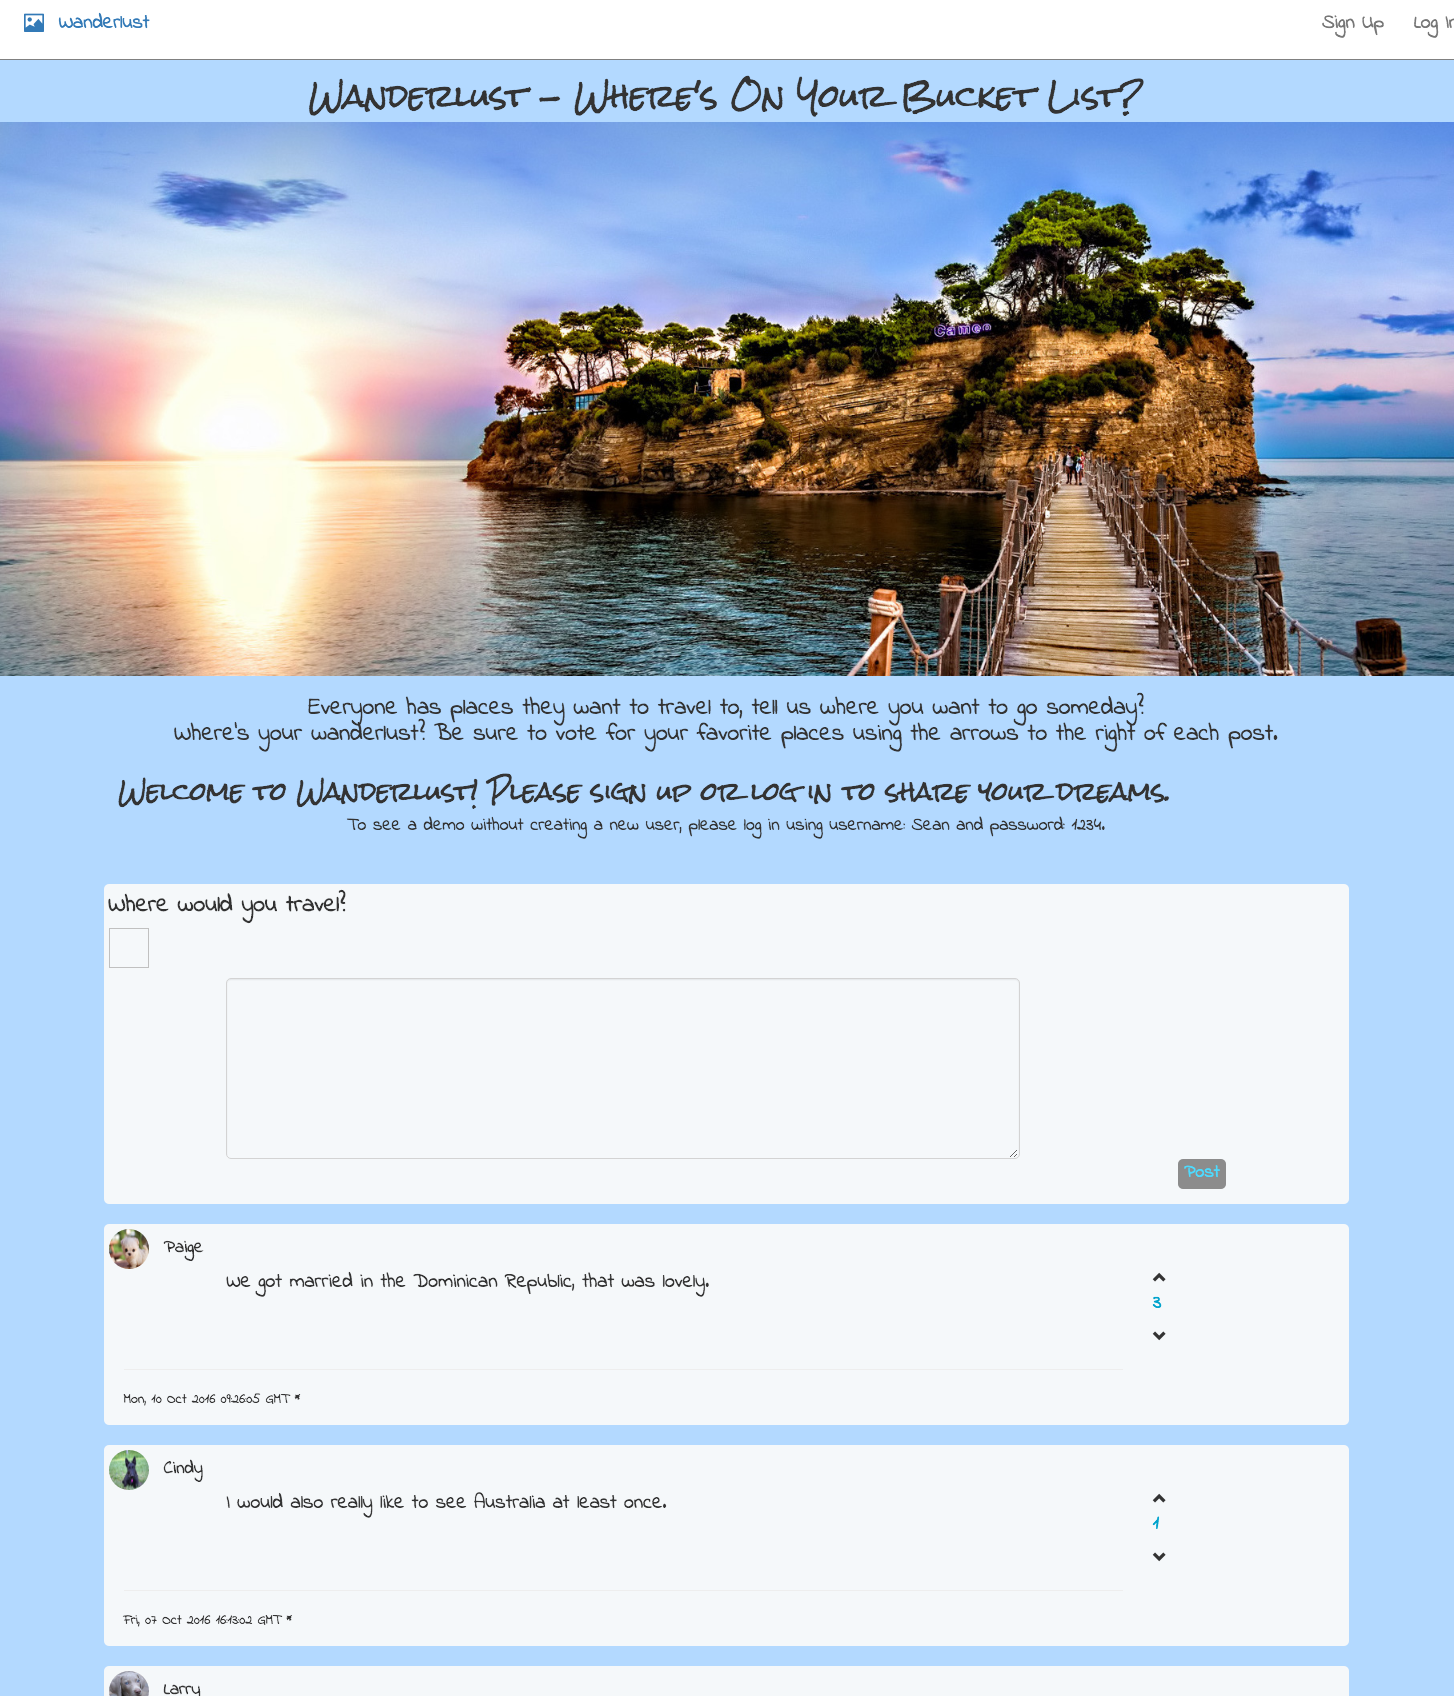 Wanderlust
Sign Up
Log In
Wanderlust - Where's On Your Bucket List?
Cameo
Everyone has places they want to travel to, tell us where you want to go someday?
Where's your wanderlust? Be sure to vote for your favorite places using the arrows to the right of each post.
Welcome to Wanderlust! Please sign up or log in to share your dreams.
To see a demo without creating a new user, please log in using username: Sean and password: 1234.
Where would you travel?
Post
Paige
We got married in the Dominican Republic, that was lovely.
3
Mon, 10 Oct 2016 09:26:05 GMT *
Cindy
I would also really like to see Australia at least once.
1
Fri, 07 Oct 2016 16:13:02 GMT *
Larry